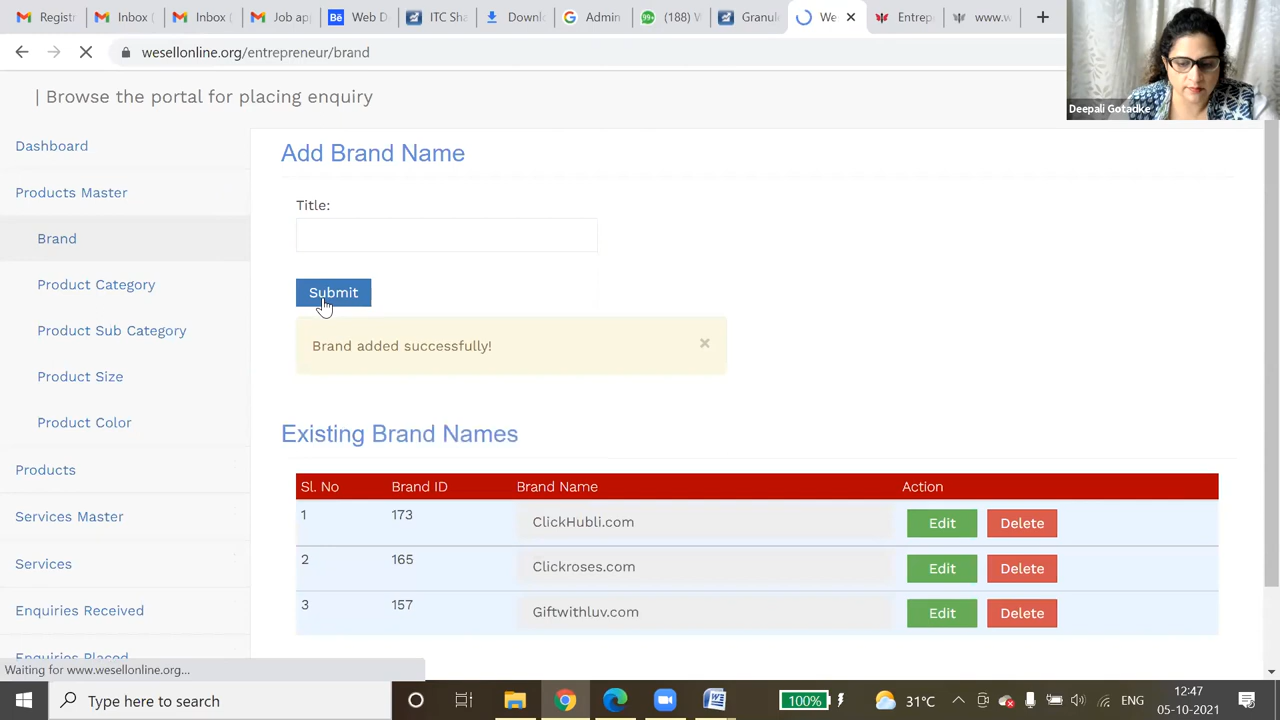 Registr
Inbox (
Inbox (
Job ap
Web D
ITC Sha
Downl
Admin
(188) W
Granul
We
Entrep
www.w
wesellonline.org/entrepreneur/brand
Deepali Gotadke
| Browse the portal for placing enquiry
Dashboard
Products Master
Brand
Product Category
Product Sub Category
Product Size
Product Color
Products
Services Master
Services
Enquiries Received
Enquiries Placed
Add Brand Name
Title:
Submit
Brand added successfully!
×
Existing Brand Names
Sl. No Brand ID Brand Name Action
1 173 ClickHubli.com Edit Delete
2 165 Clickroses.com Edit Delete
3 157 Giftwithluv.com Edit Delete
Waiting for www.wesellonline.org...
Type here to search
100%
31°C
ENG
12:47
05-10-2021